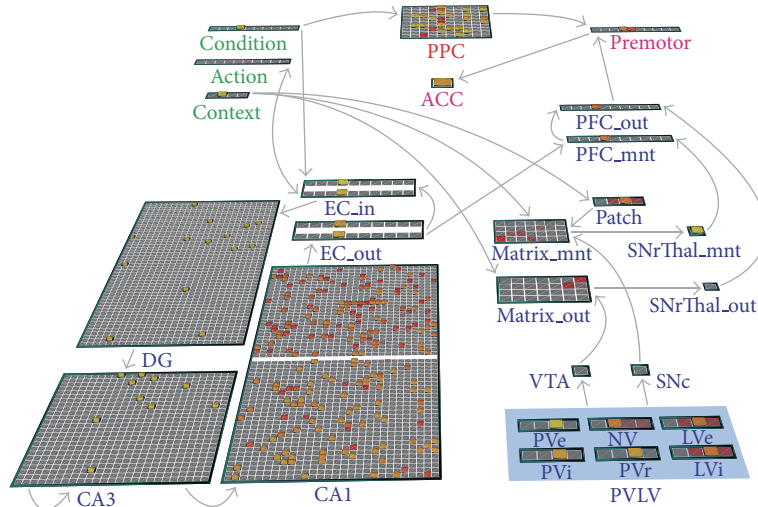 Condition
PPC
Premotor
Action
ACC
Context
PFC_out
PFC_mnt
EC_in
Patch
EC_out
Matrix_mnt
SNrThal_mnt
Matrix_out
SNrThal_out
DG
VTA
SNc
PVe
NV
LVe
PVi
PVr
LVi
CA3
CA1
PVLV